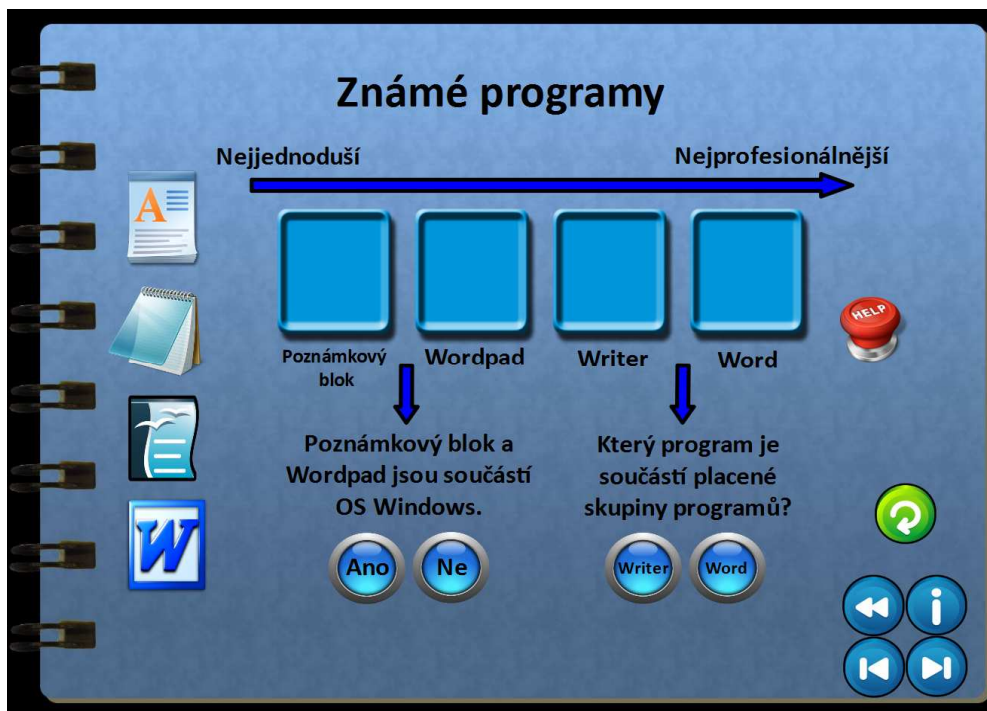 Známé programy
Nejjednoduší
Nejprofesionálnější
A
HELP
Poznámkový
blok
Wordpad
Writer
Word
W
Poznámkový blok a
Wordpad jsou součástí
OS Windows.
Ano
Ne
Který program je
součástí placené
skupiny programů?
Writer
Word
i